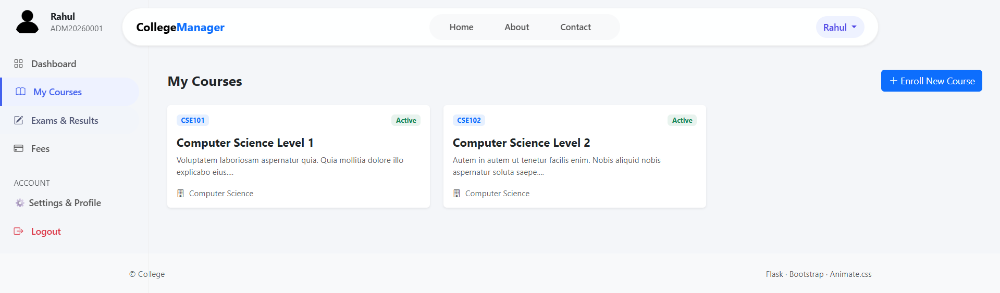 Rahul
ADM20260001
CollegeManager
Home
About
Contact
Rahul
Dashboard
My Courses
Exams & Results
Fees
ACCOUNT
Settings & Profile
Logout
My Courses
+ Enroll New Course
CSE101
Active
Computer Science Level 1
Voluptatem laboriosam aspernatur quia. Quia mollitia dolore illo
explicabo eius....
Computer Science
CSE102
Active
Computer Science Level 2
Autem in autem ut tenetur facilis enim. Nobis aliquid nobis
aspernatur soluta saepe....
Computer Science
© College
Flask · Bootstrap · Animate.css